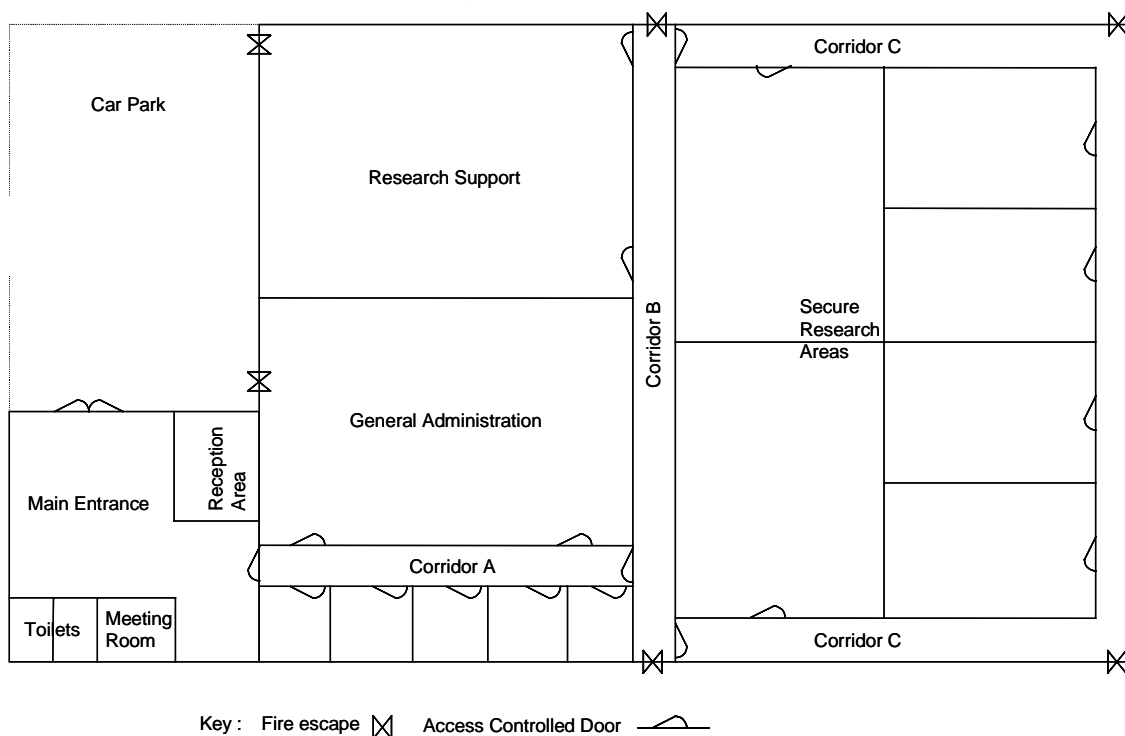 Corridor C
Car Park
Research Support
Corridor B
Secure
Research
Areas
General Administration
Reception
Area
Main Entrance
Corridor A
Toilets
Meeting
Room
Corridor C
Key : Fire escape Access Controlled Door